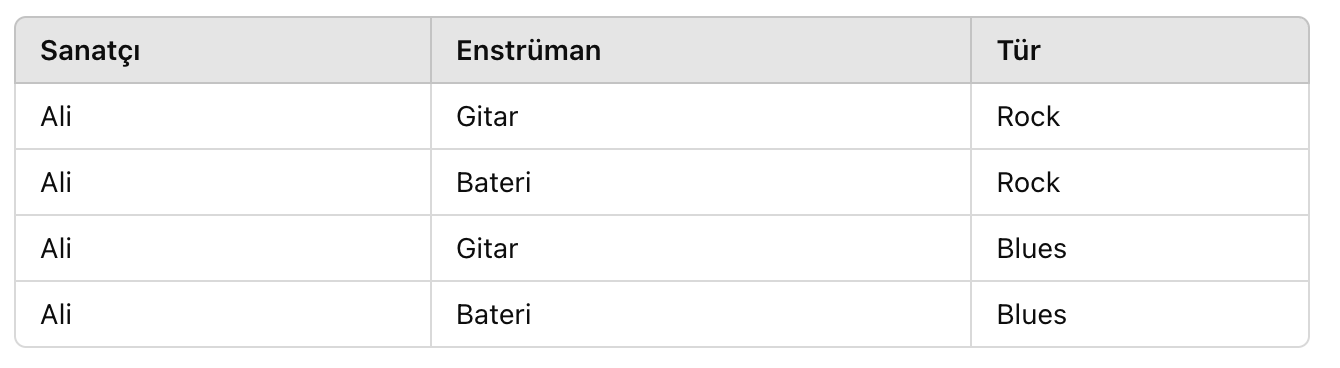 Sanatçı Enstrüman Tür
Ali Gitar Rock
Ali Bateri Rock
Ali Gitar Blues
Ali Bateri Blues